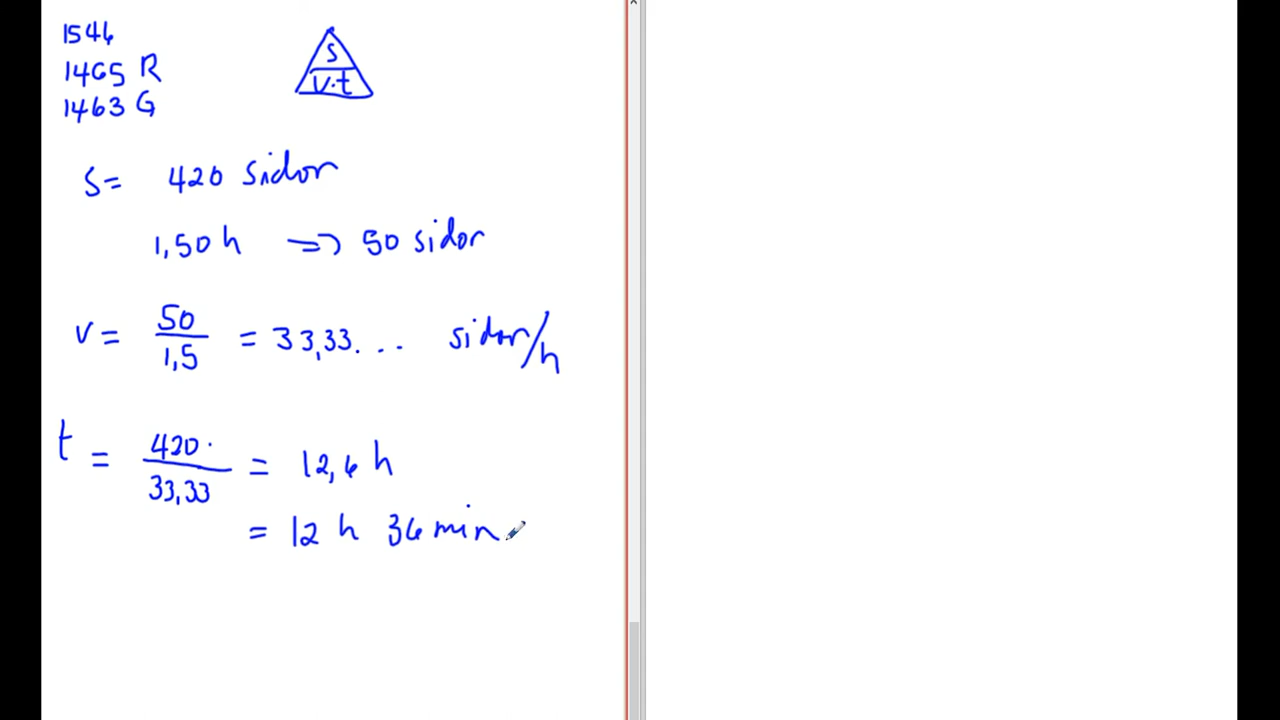 1546
1465 R
1463 G
S
v·t
S= 420 sidor
1,50 h => 50 sidor
v = 50/1,5 = 33,33... sidor/h
t = 420·/33,33 = 12,6 h
= 12 h 36 min